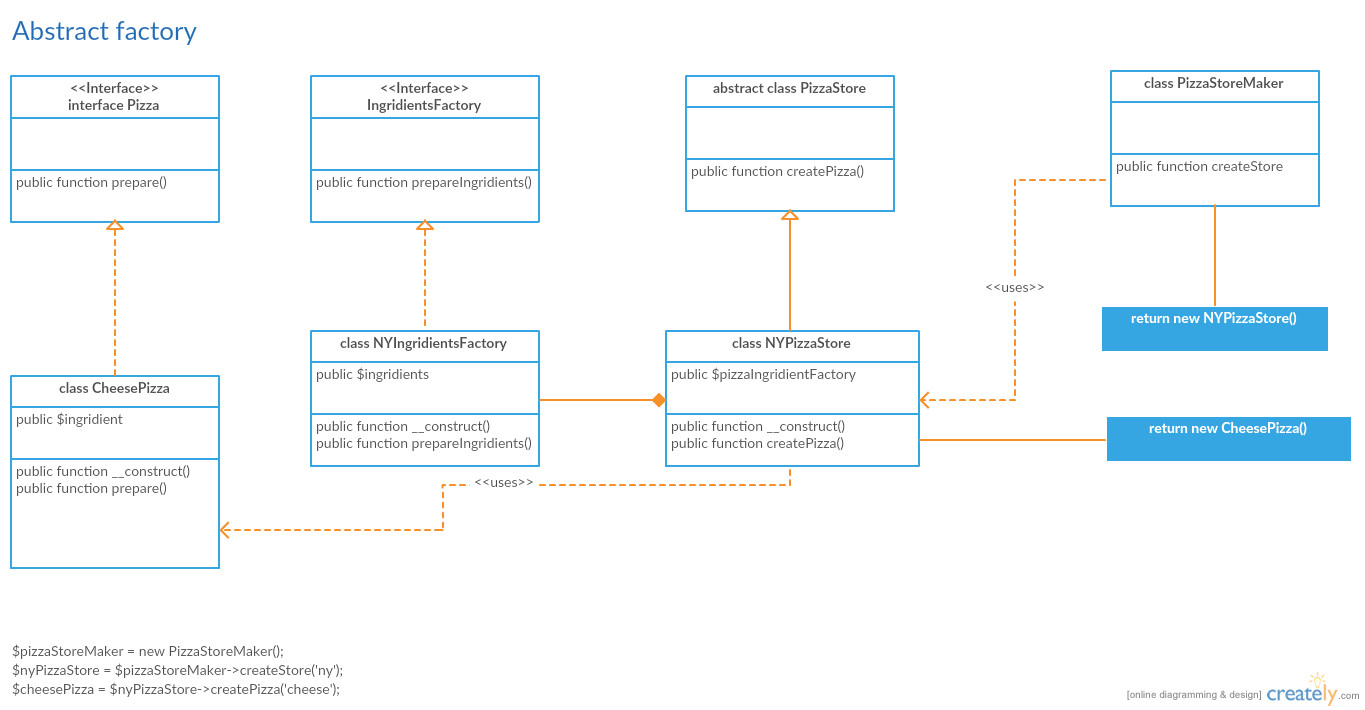 Abstract factory
<<Interface>>
interface Pizza
public function prepare()
<<Interface>>
IngridientsFactory
public function prepareIngridients()
abstract class PizzaStore
public function createPizza()
class PizzaStoreMaker
public function createStore
<<uses>>
return new NYPizzaStore()
class NYIngridientsFactory
public $ingridients
public function __construct()
public function prepareIngridients()
class NYPizzaStore
public $pizzaIngridientFactory
public function __construct()
public function createPizza()
class CheesePizza
public $ingridient
public function __construct()
public function prepare()
return new CheesePizza()
<<uses>>
$pizzaStoreMaker = new PizzaStoreMaker();
$nyPizzaStore = $pizzaStoreMaker->createStore('ny');
$cheesePizza = $nyPizzaStore->createPizza('cheese');
[online diagramming & design] creately.com